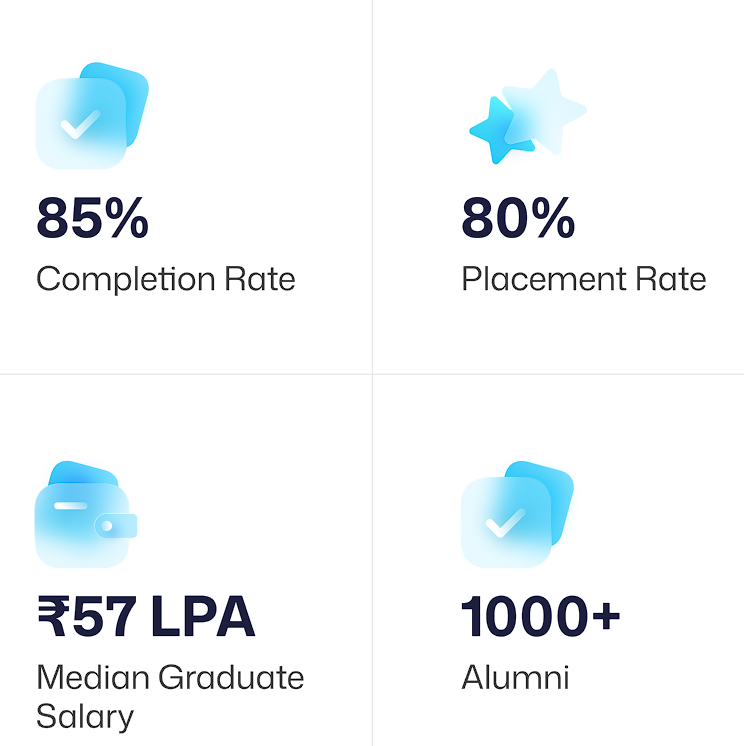 85%
Completion Rate
80%
Placement Rate
₹57 LPA
Median Graduate
Salary
1000+
Alumni